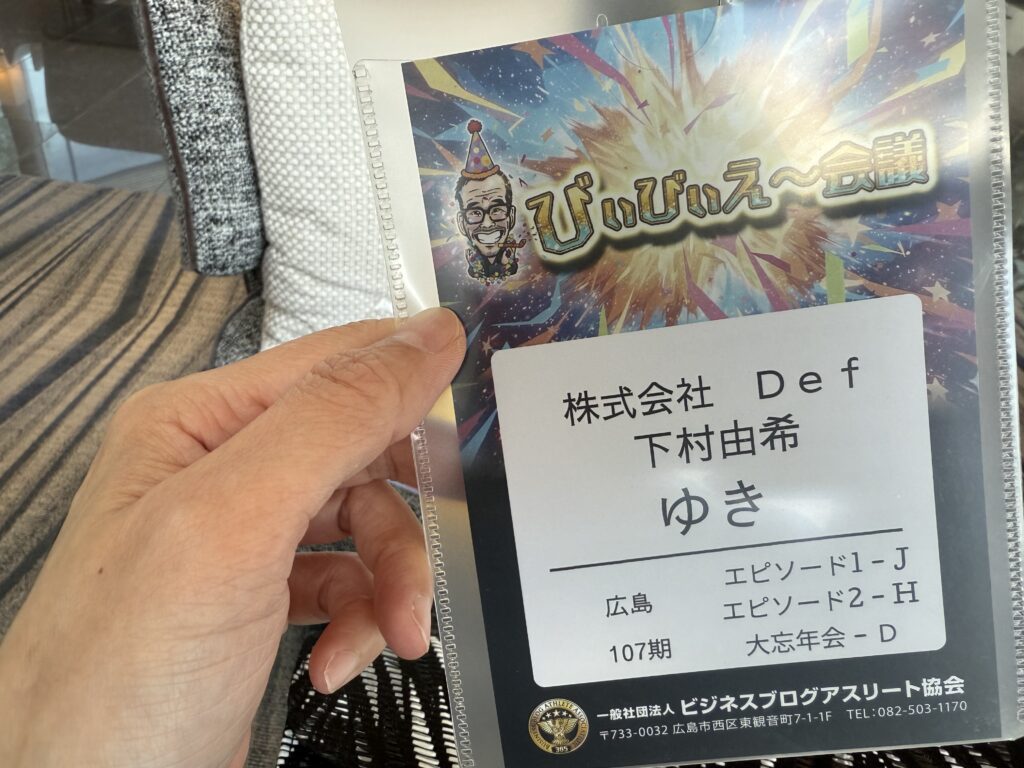 びぃびぃえ～会議
株式会社　Ｄｅｆ
下村由希
ゆき
エピソード1 - J
広島　エピソード2 - H
107期　大忘年会 - D
一般社団法人 ビジネスブログアスリート協会
〒733-0032 広島市西区東観音町7-1-1F　TEL:082-503-1170
365